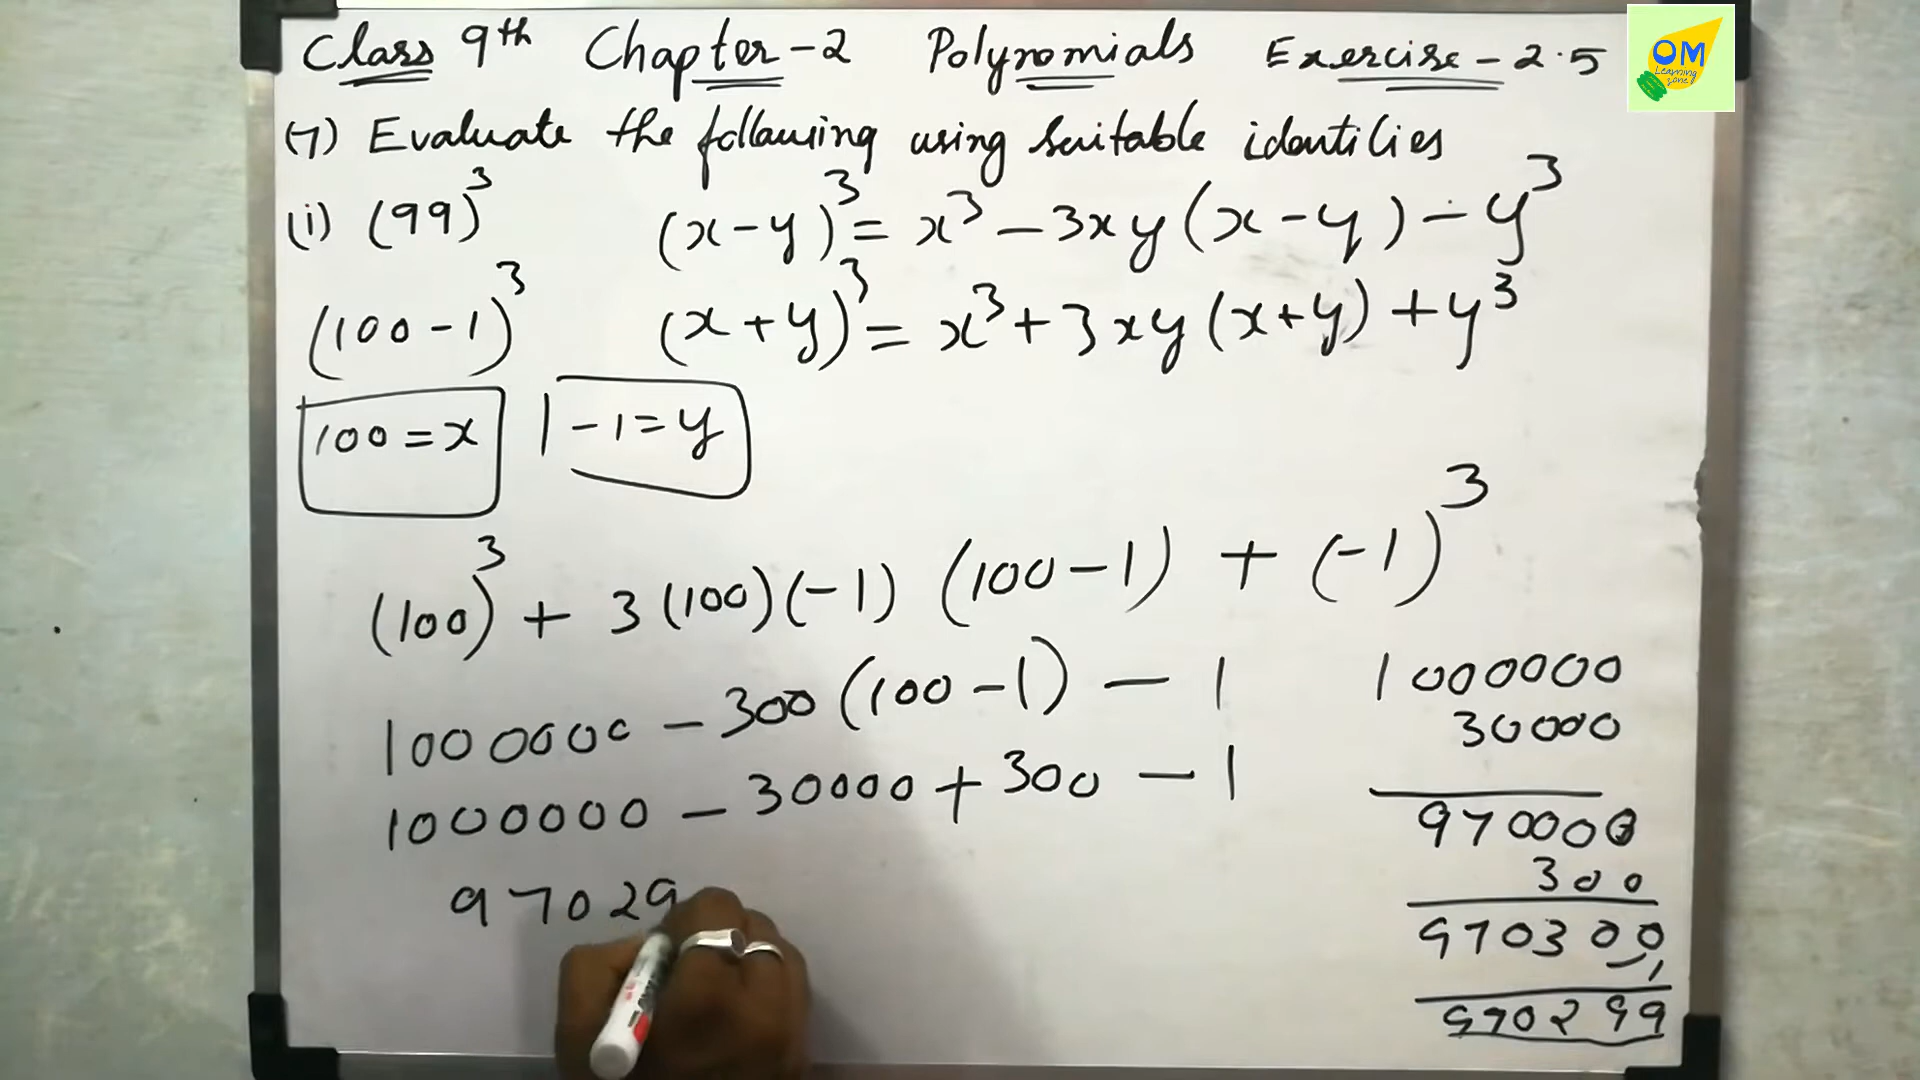 Class 9th Chapter-2 Polynomials Exercise-2.5
OM
Learning
zone
(7) Evaluate the following using suitable identities
(i) (99)³ (x-y)³ = x³ - 3xy(x-y) - y³
(100-1)³ (x+y)³ = x³ + 3xy(x+y) + y³
100 = x -1 = y
(100)³ + 3(100)(-1) (100-1) + (-1)³
1000000 - 300(100-1) - 1
1000000 - 30000 + 300 - 1
97029
1000000
30000
970000
300
970300
-1
970299